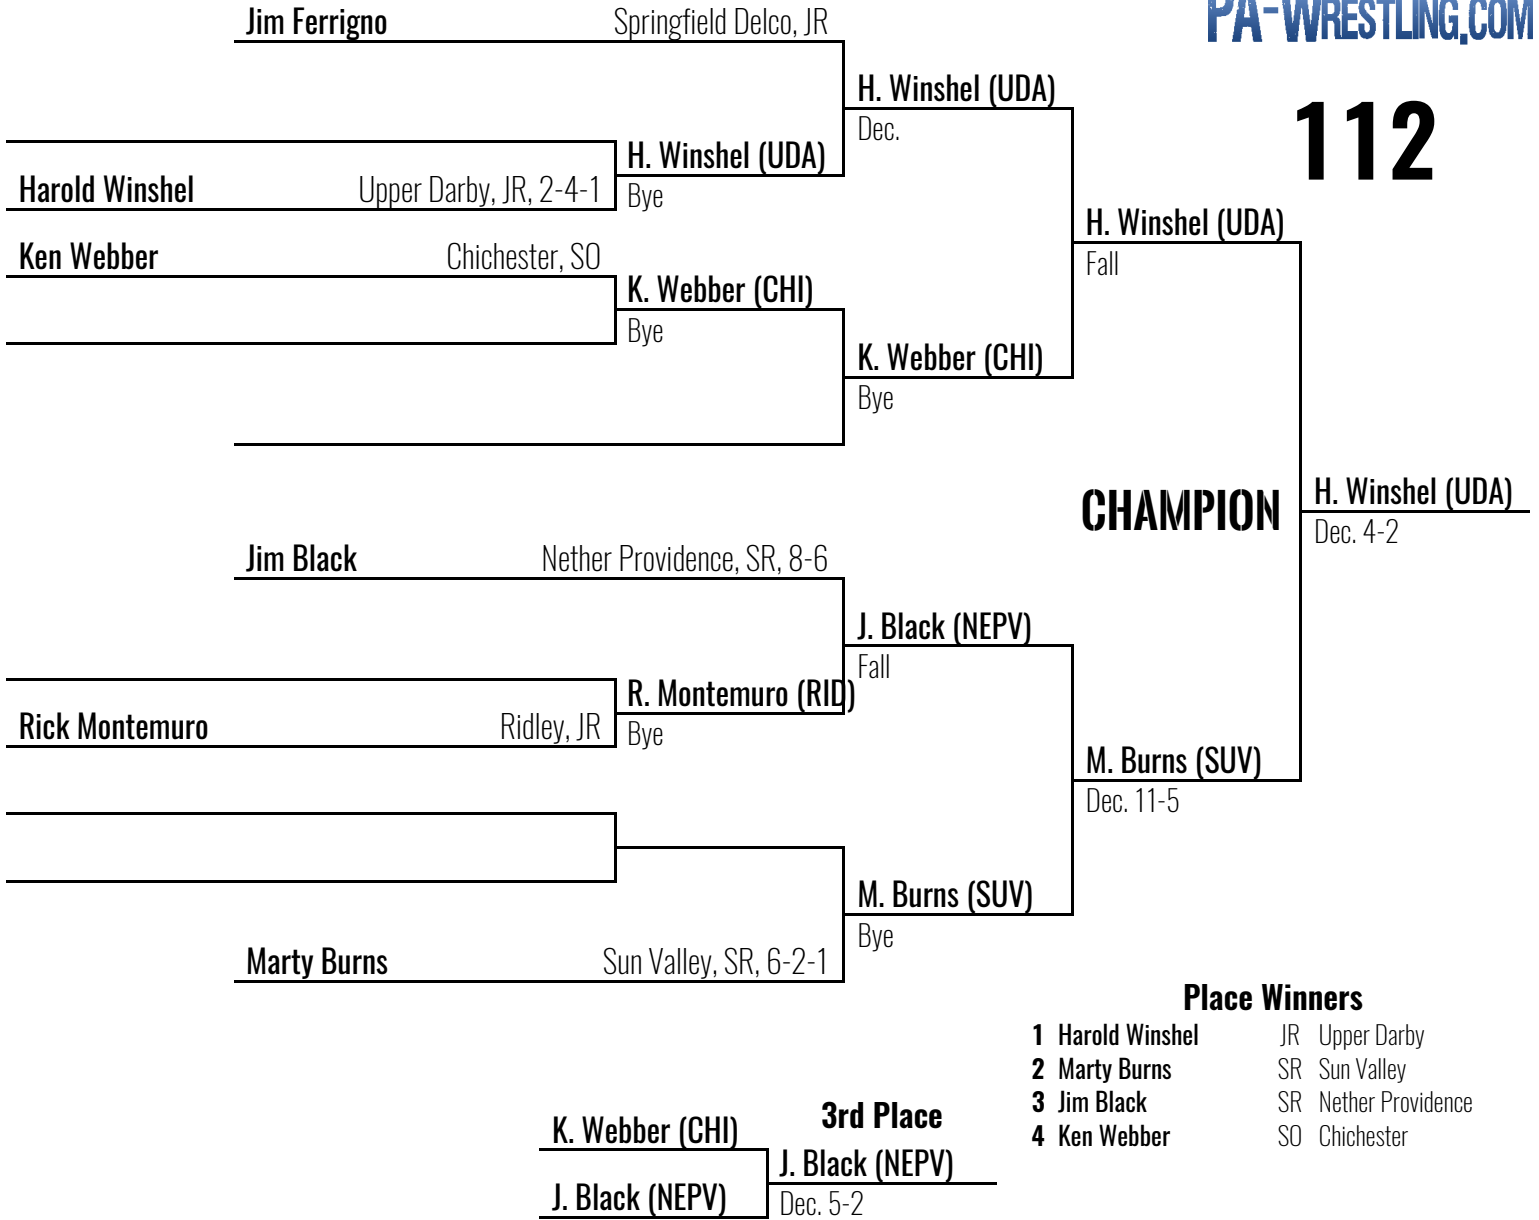 Jim Ferrigno Springfield Delco, JR
PA-WRESTLING.COM
112
H. Winshel (UDA)
Dec.
H. Winshel (UDA)
Bye
Harold Winshel Upper Darby, JR, 2-4-1
H. Winshel (UDA)
Fall
Ken Webber Chichester, SO
K. Webber (CHI)
Bye
K. Webber (CHI)
Bye
CHAMPION
H. Winshel (UDA)
Dec. 4-2
Jim Black Nether Providence, SR, 8-6
J. Black (NEPV)
Fall
R. Montemuro (RID)
Bye
Rick Montemuro Ridley, JR
M. Burns (SUV)
Dec. 11-5
M. Burns (SUV)
Bye
Marty Burns Sun Valley, SR, 6-2-1
Place Winners
1 Harold Winshel JR Upper Darby
2 Marty Burns SR Sun Valley
3 Jim Black SR Nether Providence
4 Ken Webber SO Chichester
3rd Place
K. Webber (CHI)
J. Black (NEPV)
J. Black (NEPV)
Dec. 5-2